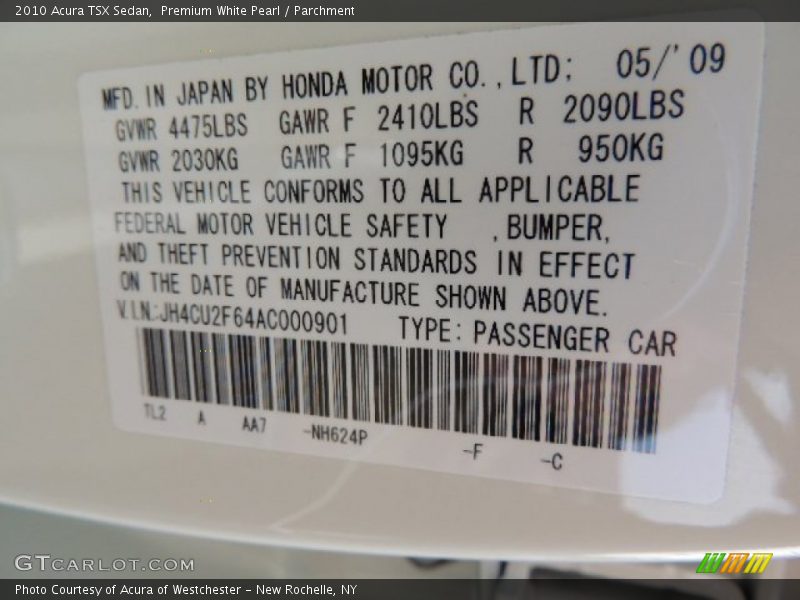 2010 Acura TSX Sedan,  Premium White Pearl / Parchment
MFD. IN JAPAN BY HONDA MOTOR CO., LTD: 05/'09
GVWR 4475LBS GAWR F 2410LBS R 2090LBS
GVWR 2030KG GAWR F 1095KG R 950KG
THIS VEHICLE CONFORMS TO ALL APPLICABLE
FEDERAL MOTOR VEHICLE SAFETY , BUMPER,
AND THEFT PREVENTION STANDARDS IN EFFECT
ON THE DATE OF MANUFACTURE SHOWN ABOVE.
V.I.N.:JH4CU2F64AC000901 TYPE: PASSENGER CAR
TL2 A AA7 -NH624P -F -C
GTCARLOT.COM
Photo Courtesy of Acura of Westchester - New Rochelle, NY